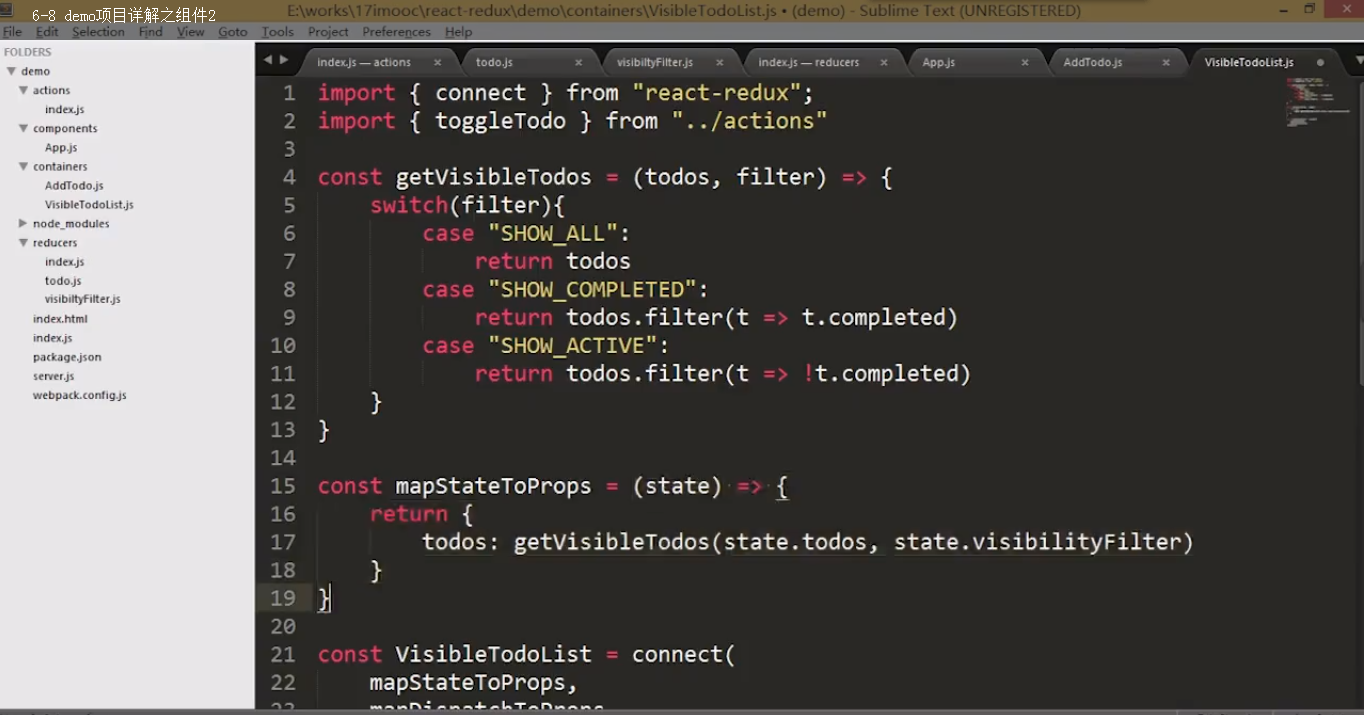 6-8 demo项目详解之组件2
E:\works\17imooc\react-redux\demo\containers\VisibleTodoList.js • (demo) - Sublime Text (UNREGISTERED)
File Edit Selection Find View Goto Tools Project Preferences Help
FOLDERS
demo
actions
index.js
components
App.js
containers
AddTodo.js
VisibleTodoList.js
node_modules
reducers
index.js
todo.js
visibiltyFilter.js
index.html
index.js
package.json
server.js
webpack.config.js
index.js — actions × todo.js × visibiltyFilter.js × index.js — reducers × App.js × AddTodo.js × VisibleTodoList.js •
1 import { connect } from "react-redux";
2 import { toggleTodo } from "../actions"
3
4 const getVisibleTodos = (todos, filter) => {
5 switch(filter){
6 case "SHOW_ALL":
7 return todos
8 case "SHOW_COMPLETED":
9 return todos.filter(t => t.completed)
10 case "SHOW_ACTIVE":
11 return todos.filter(t => !t.completed)
12 }
13 }
14
15 const mapStateToProps = (state) => {
16 return {
17 todos: getVisibleTodos(state.todos, state.visibilityFilter)
18 }
19 }
20
21 const VisibleTodoList = connect(
22 mapStateToProps,
23 mapDispatchToProps